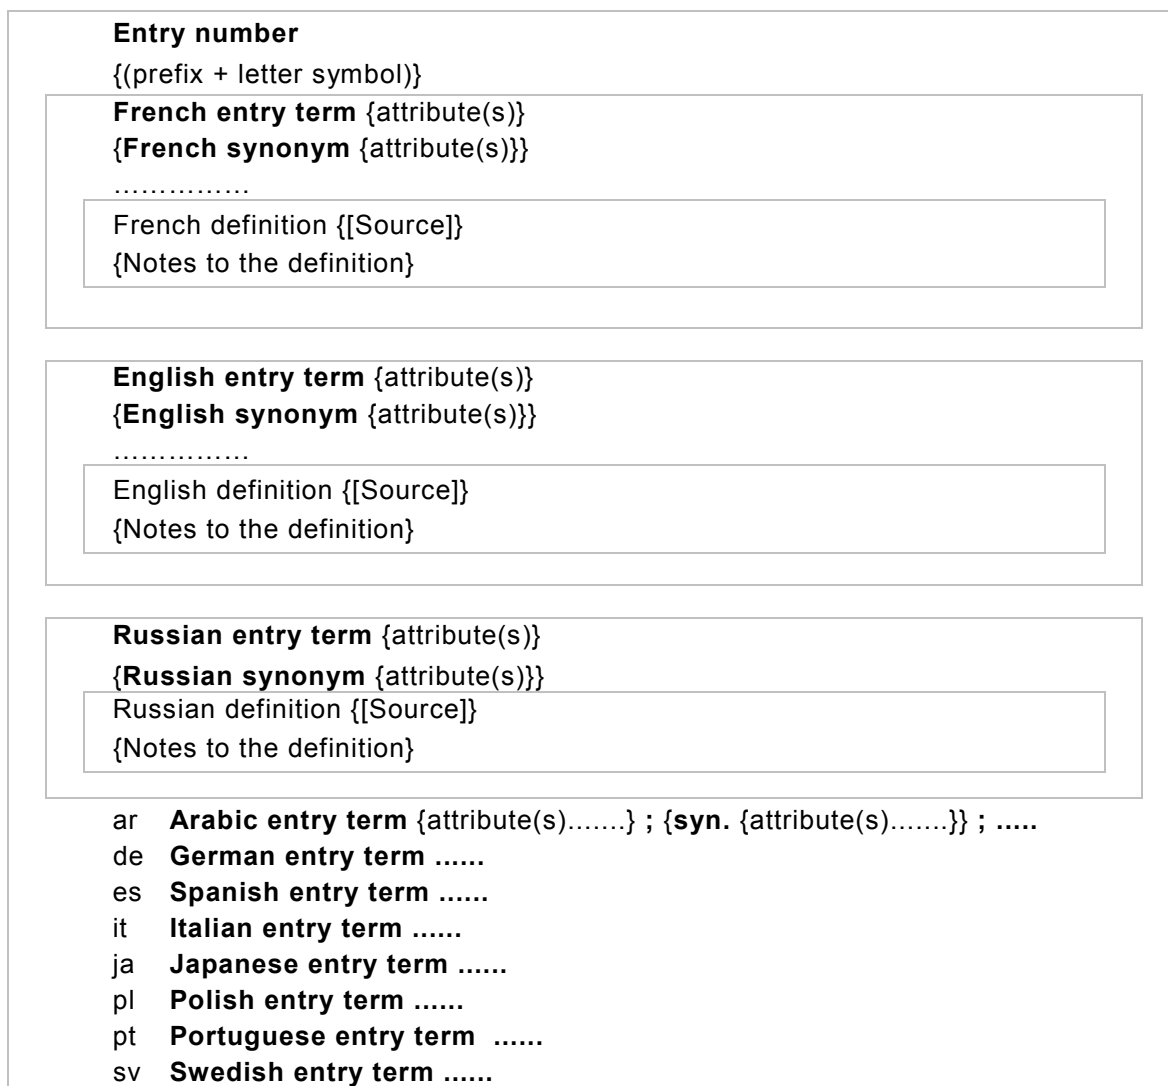 Entry number
{(prefix + letter symbol)}
French entry term {attribute(s)}
{French synonym {attribute(s)}}
……………
French definition {[Source]}
{Notes to the definition}
English entry term {attribute(s)}
{English synonym {attribute(s)}}
……………
English definition {[Source]}
{Notes to the definition}
Russian entry term {attribute(s)}
{Russian synonym {attribute(s)}}
Russian definition {[Source]}
{Notes to the definition}
ar Arabic entry term {attribute(s).......} ; {syn. {attribute(s).......}} ; .....
de German entry term ......
es Spanish entry term ......
it Italian entry term ......
ja Japanese entry term ......
pl Polish entry term ......
pt Portuguese entry term ......
sv Swedish entry term ......